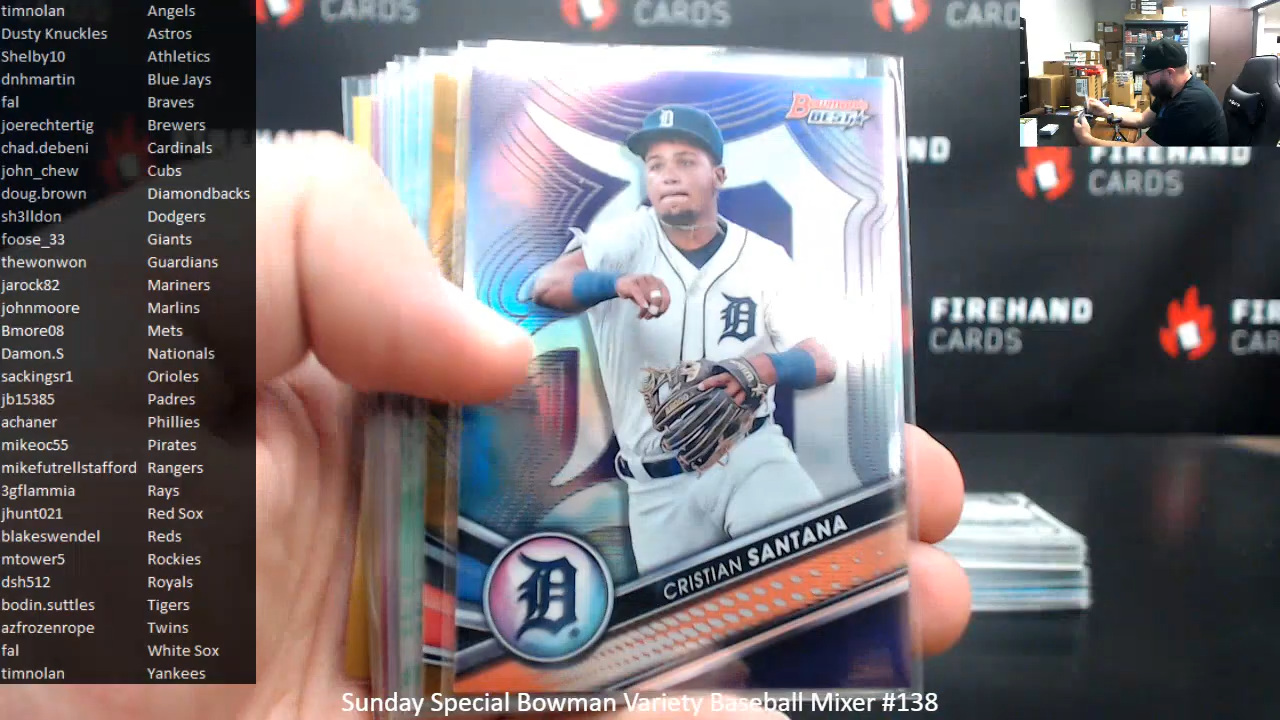 timnolan Angels
Dusty Knuckles Astros
Shelby10 Athletics
dnhmartin Blue Jays
fal Braves
joerechtertig Brewers
chad.debeni Cardinals
john_chew Cubs
doug.brown Diamondbacks
sh3lldon Dodgers
foose_33 Giants
thewonwon Guardians
jarock82 Mariners
johnmoore Marlins
Bmore08 Mets
Damon.S Nationals
sackingsr1 Orioles
jb15385 Padres
achaner Phillies
mikeoc55 Pirates
mikefutrellstafford Rangers
3gflammia Rays
jhunt021 Red Sox
blakeswendel Reds
mtower5 Rockies
dsh512 Royals
bodin.suttles Tigers
azfrozenrope Twins
fal White Sox
timnolan Yankees
CARDS
CARDS
CARD
BOWMAN'S
BEST
D
D
D
CRISTIAN SANTANA
ND
FIREHAND
CARDS
FIREHAND
CARDS
FI
CAR
Sunday Special Bowman Variety Baseball Mixer #138